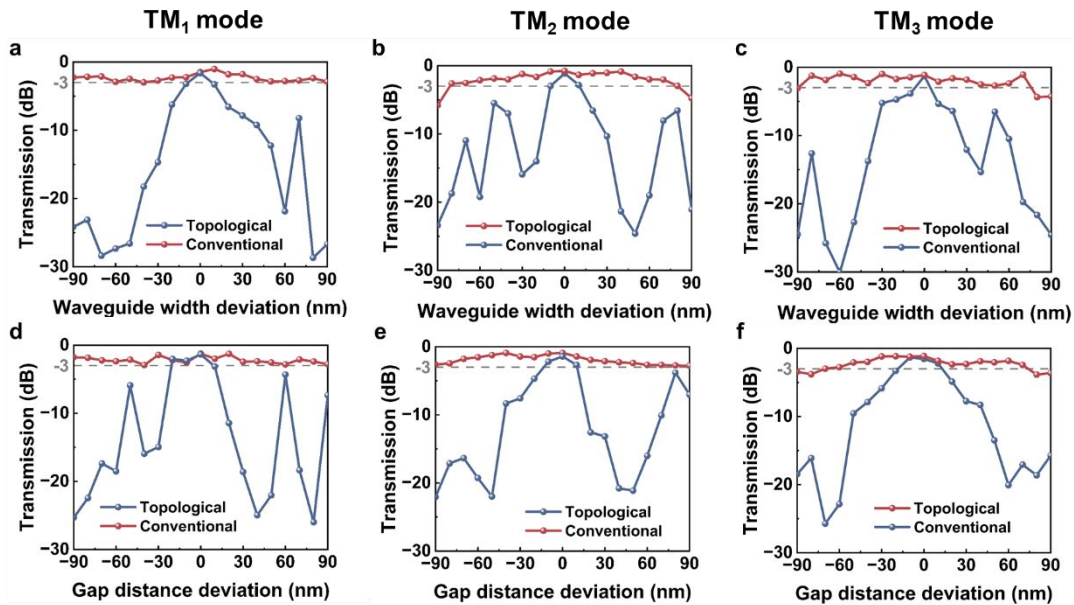 TM₁ mode TM₂ mode TM₃ mode
a
0
-3
-10
-20
-30
Transmission (dB)
Topological
Conventional
-90 -60 -30 0 30 60 90
Waveguide width deviation (nm)
b
0
-3
-10
-20
-30
Transmission (dB)
Topological
Conventional
-90 -60 -30 0 30 60 90
Waveguide width deviation (nm)
c
0
-3
-10
-20
-30
Transmission (dB)
Topological
Conventional
-90 -60 -30 0 30 60 90
Waveguide width deviation (nm)
d
0
-3
-10
-20
-30
Transmission (dB)
Topological
Conventional
-90 -60 -30 0 30 60 90
Gap distance deviation (nm)
e
0
-3
-10
-20
-30
Transmission (dB)
Topological
Conventional
-90 -60 -30 0 30 60 90
Gap distance deviation (nm)
f
0
-3
-10
-20
-30
Transmission (dB)
Topological
Conventional
-90 -60 -30 0 30 60 90
Gap distance deviation (nm)